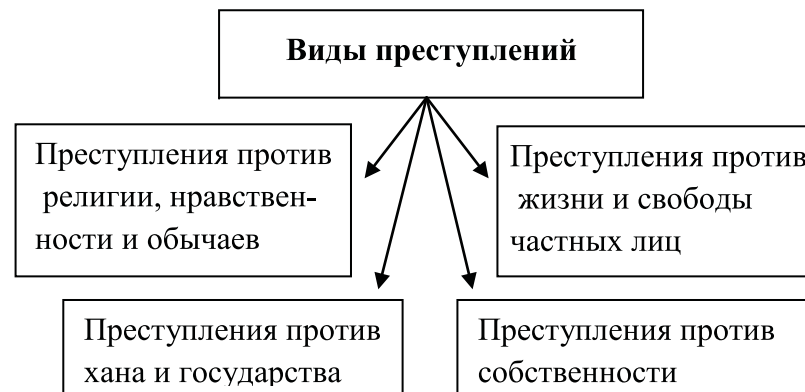 Виды преступлений
Преступления против
религии, нравствен-
ности и обычаев
Преступления против
жизни и свободы
частных лиц
Преступления против
хана и государства
Преступления против
собственности